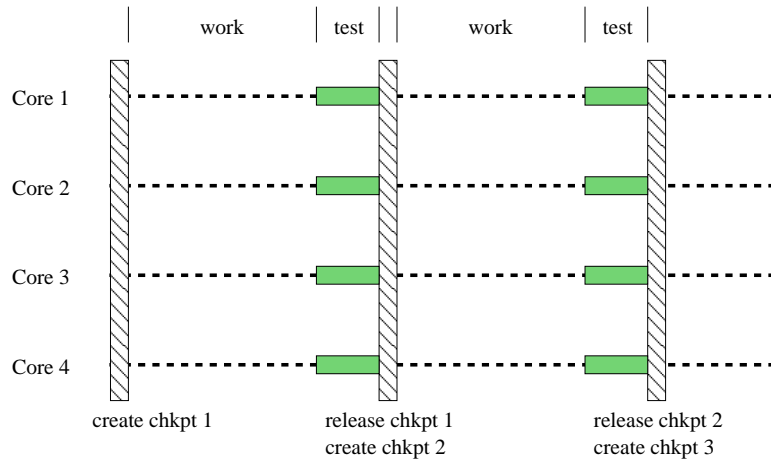 work test work test
Core 1
Core 2
Core 3
Core 4
create chkpt 1 release chkpt 1 release chkpt 2
create chkpt 2 create chkpt 3